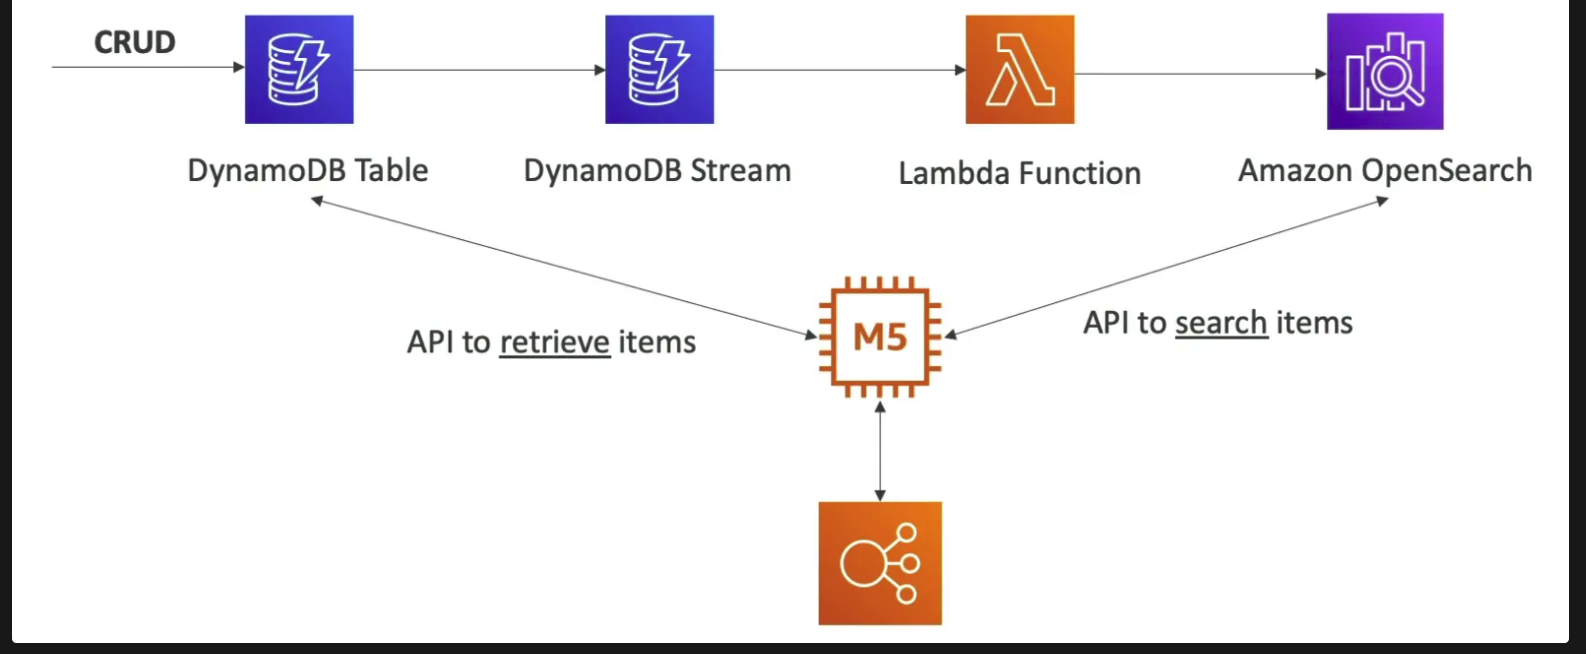 CRUD
DynamoDB Table
DynamoDB Stream
Lambda Function
Amazon OpenSearch
API to retrieve items
M5
API to search items